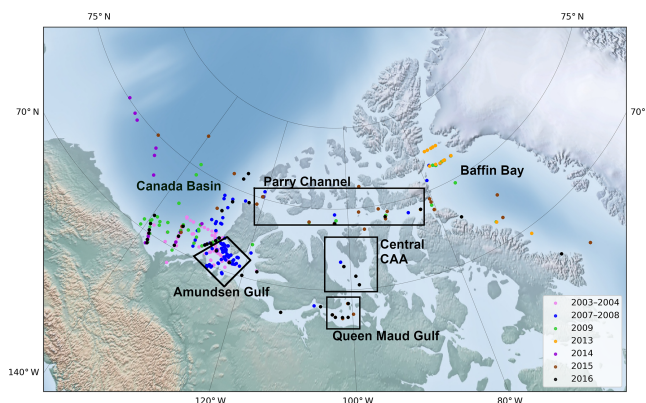 75° N
75° N
70° N
70°
Baffin Bay
Parry Channel
Canada Basin
Central
CAA
Amundsen Gulf
Queen Maud Gulf
2003–2004
2007–2008
2009
2013
2014
2015
2016
140° W
120° W
100° W
80° W